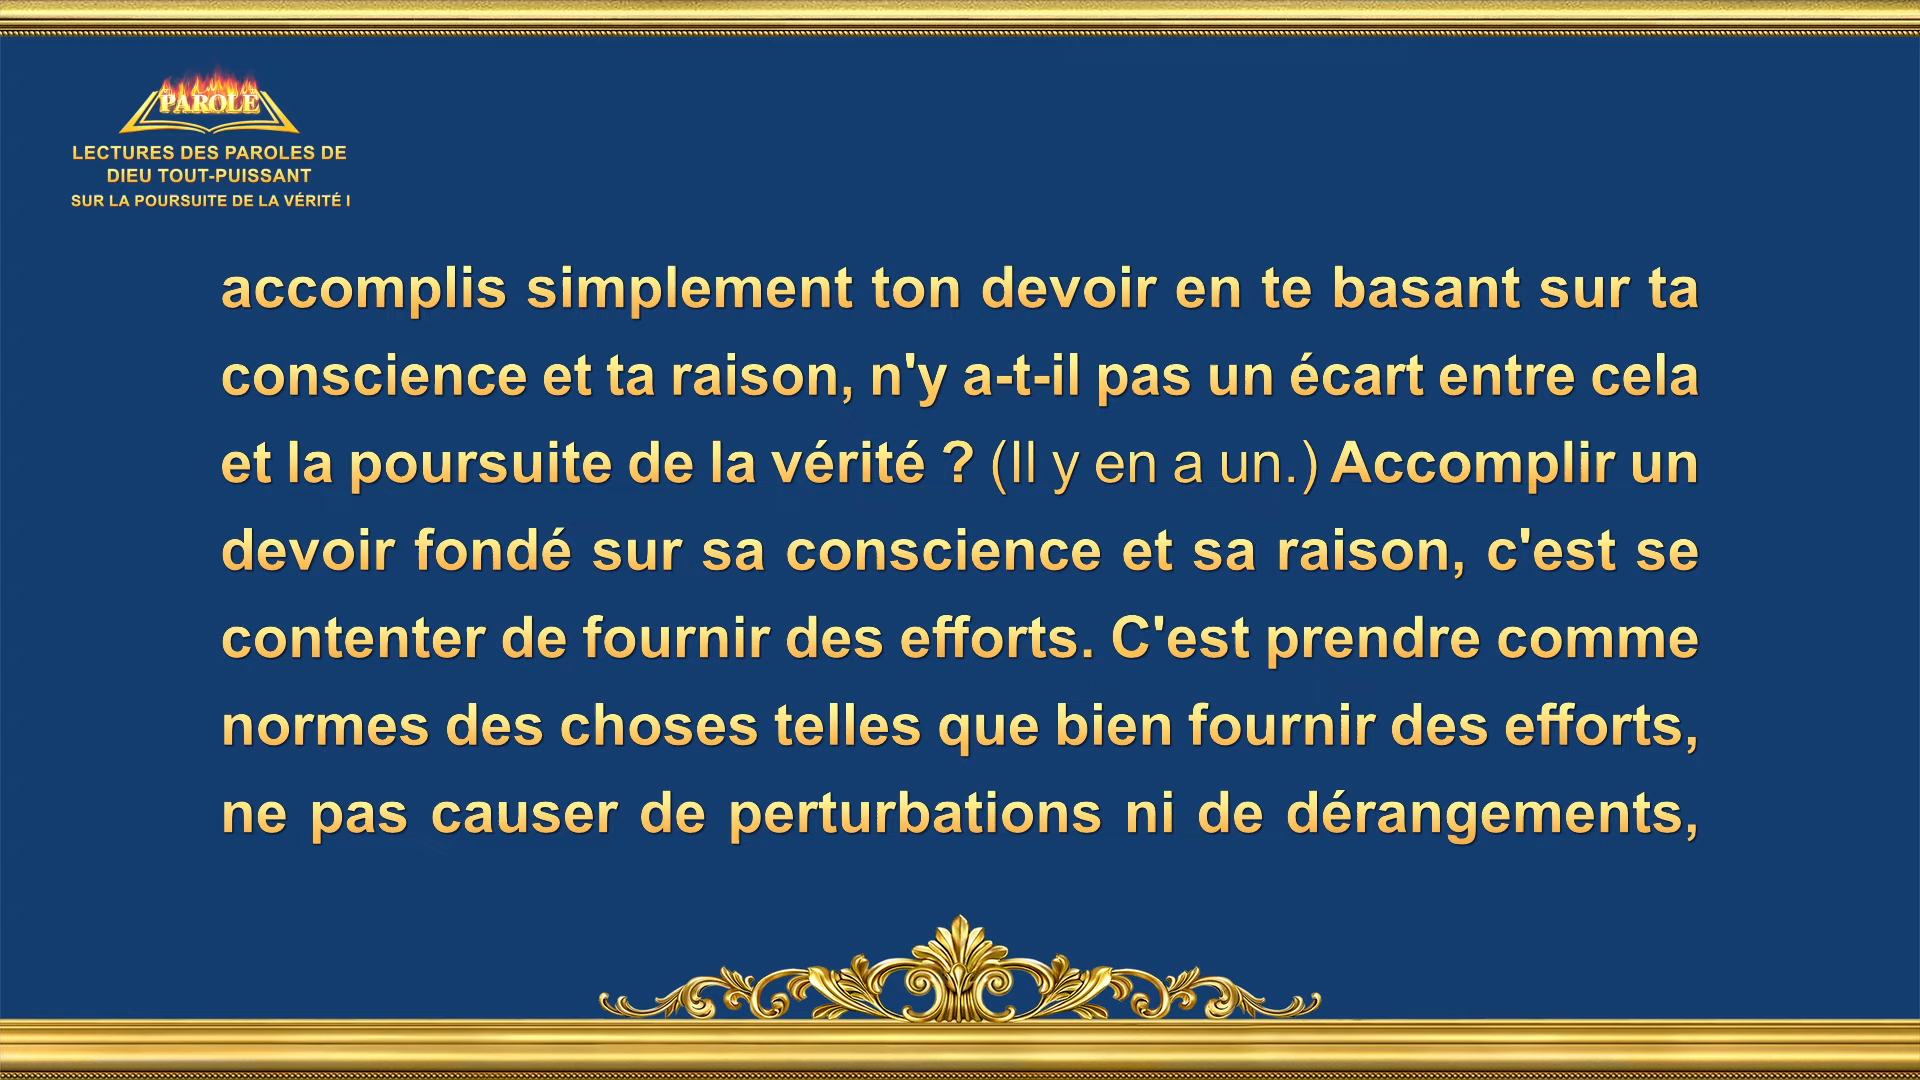 PAROLE
LECTURES DES PAROLES DE
DIEU TOUT-PUISSANT
SUR LA POURSUITE DE LA VÉRITÉ I
accomplis simplement ton devoir en te basant sur ta
conscience et ta raison, n'y a-t-il pas un écart entre cela
et la poursuite de la vérité ? (Il y en a un.) Accomplir un
devoir fondé sur sa conscience et sa raison, c'est se
contenter de fournir des efforts. C'est prendre comme
normes des choses telles que bien fournir des efforts,
ne pas causer de perturbations ni de dérangements,